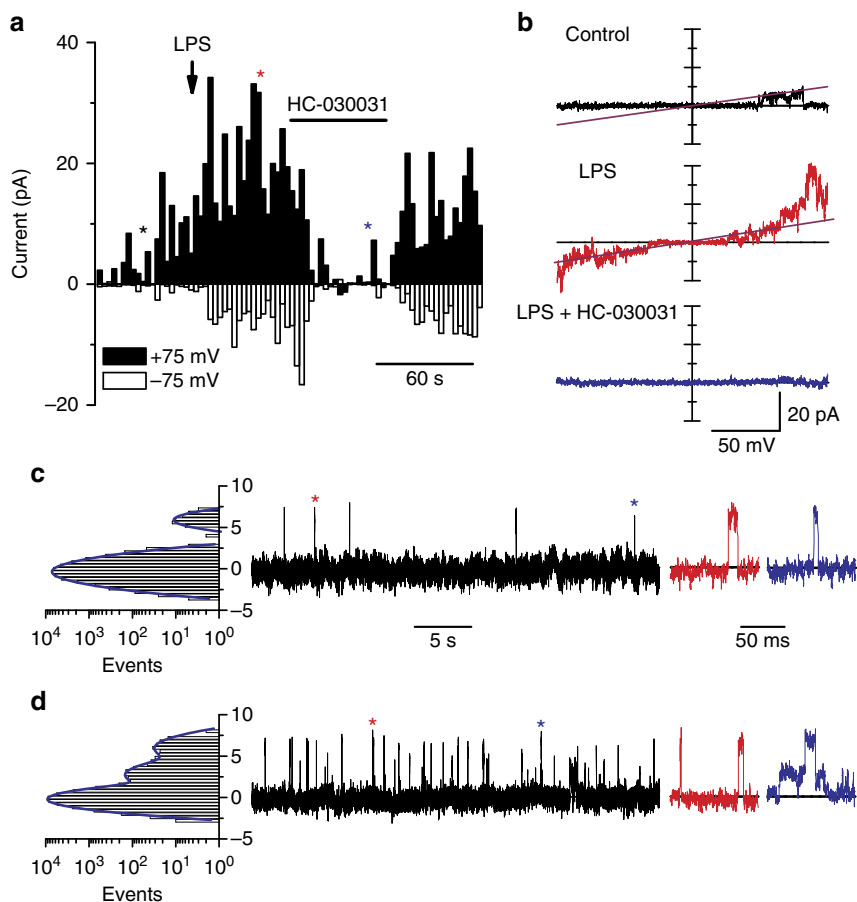 a
40
20
0
−20
Current (pA)
LPS
*
HC-030031
*
*
+75 mV
−75 mV
60 s
b
Control
LPS
LPS + HC-030031
20 pA
50 mV
c
10
5
0
−5
10⁴ 10³ 10² 10¹ 10⁰
Events
*
*
5 s
50 ms
d
10
5
0
−5
10⁴ 10³ 10² 10¹ 10⁰
Events
*
*